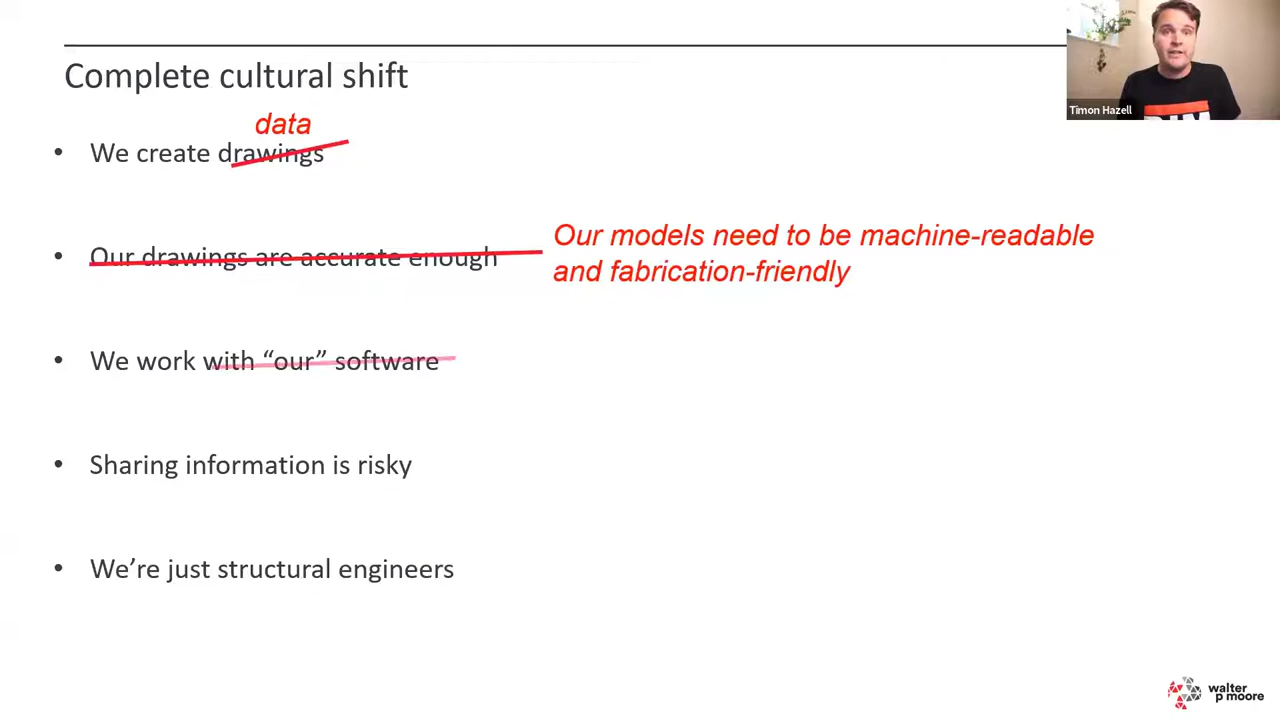 Complete cultural shift
data
• We create drawings
• Our drawings are accurate enough
Our models need to be machine-readable
and fabrication-friendly
• We work with “our” software
• Sharing information is risky
• We’re just structural engineers
Timon Hazell
walter
p moore